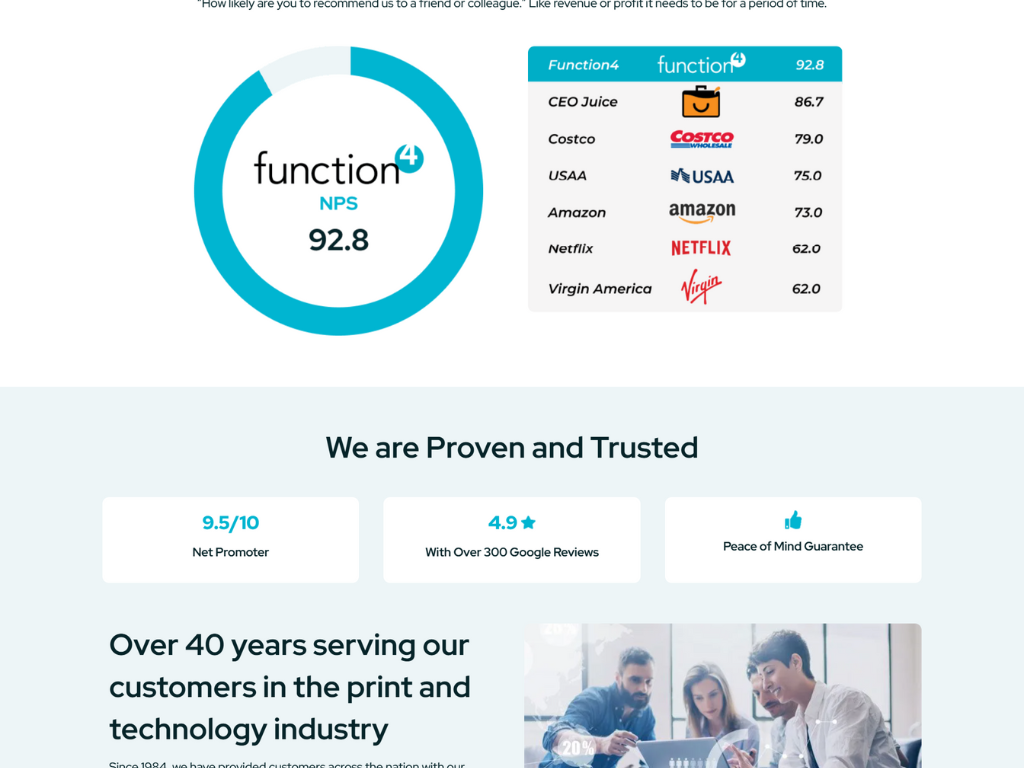 "How likely are you to recommend us to a friend or colleague." Like revenue or profit it needs to be for a period of time.
function4
NPS
92.8
Function4 function4 92.8
CEO Juice 86.7
Costco COSTCO WHOLESALE 79.0
USAA USAA 75.0
Amazon amazon 73.0
Netflix NETFLIX 62.0
Virgin America Virgin 62.0
We are Proven and Trusted
9.5/10
Net Promoter
4.9
With Over 300 Google Reviews
Peace of Mind Guarantee
Over 40 years serving our
customers in the print and
technology industry
20%
20%
Since 1984, we have provided customers across the nation with our